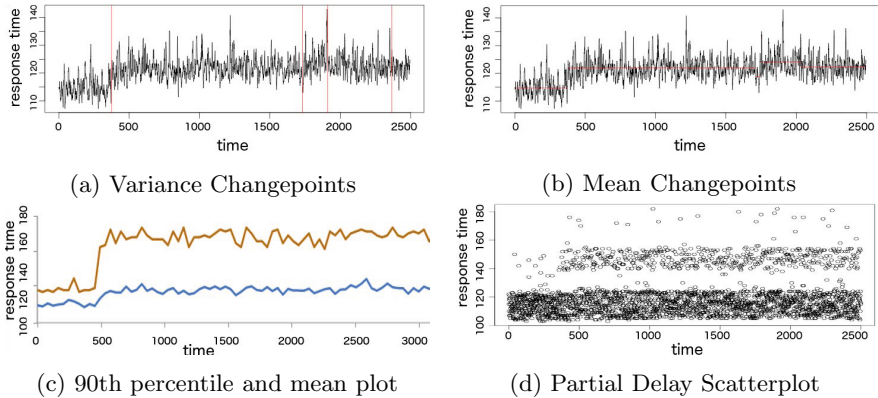 response time
110 120 130 140
0 500 1000 1500 2000 2500
time
(a) Variance Changepoints
response time
110 120 130 140
0 500 1000 1500 2000 2500
time
(b) Mean Changepoints
response time
100 120 140 160 180
0 500 1000 1500 2000 2500 3000
time
(c) 90th percentile and mean plot
response time
100 120 140 160 180
0 500 1000 1500 2000 2500
time
(d) Partial Delay Scatterplot